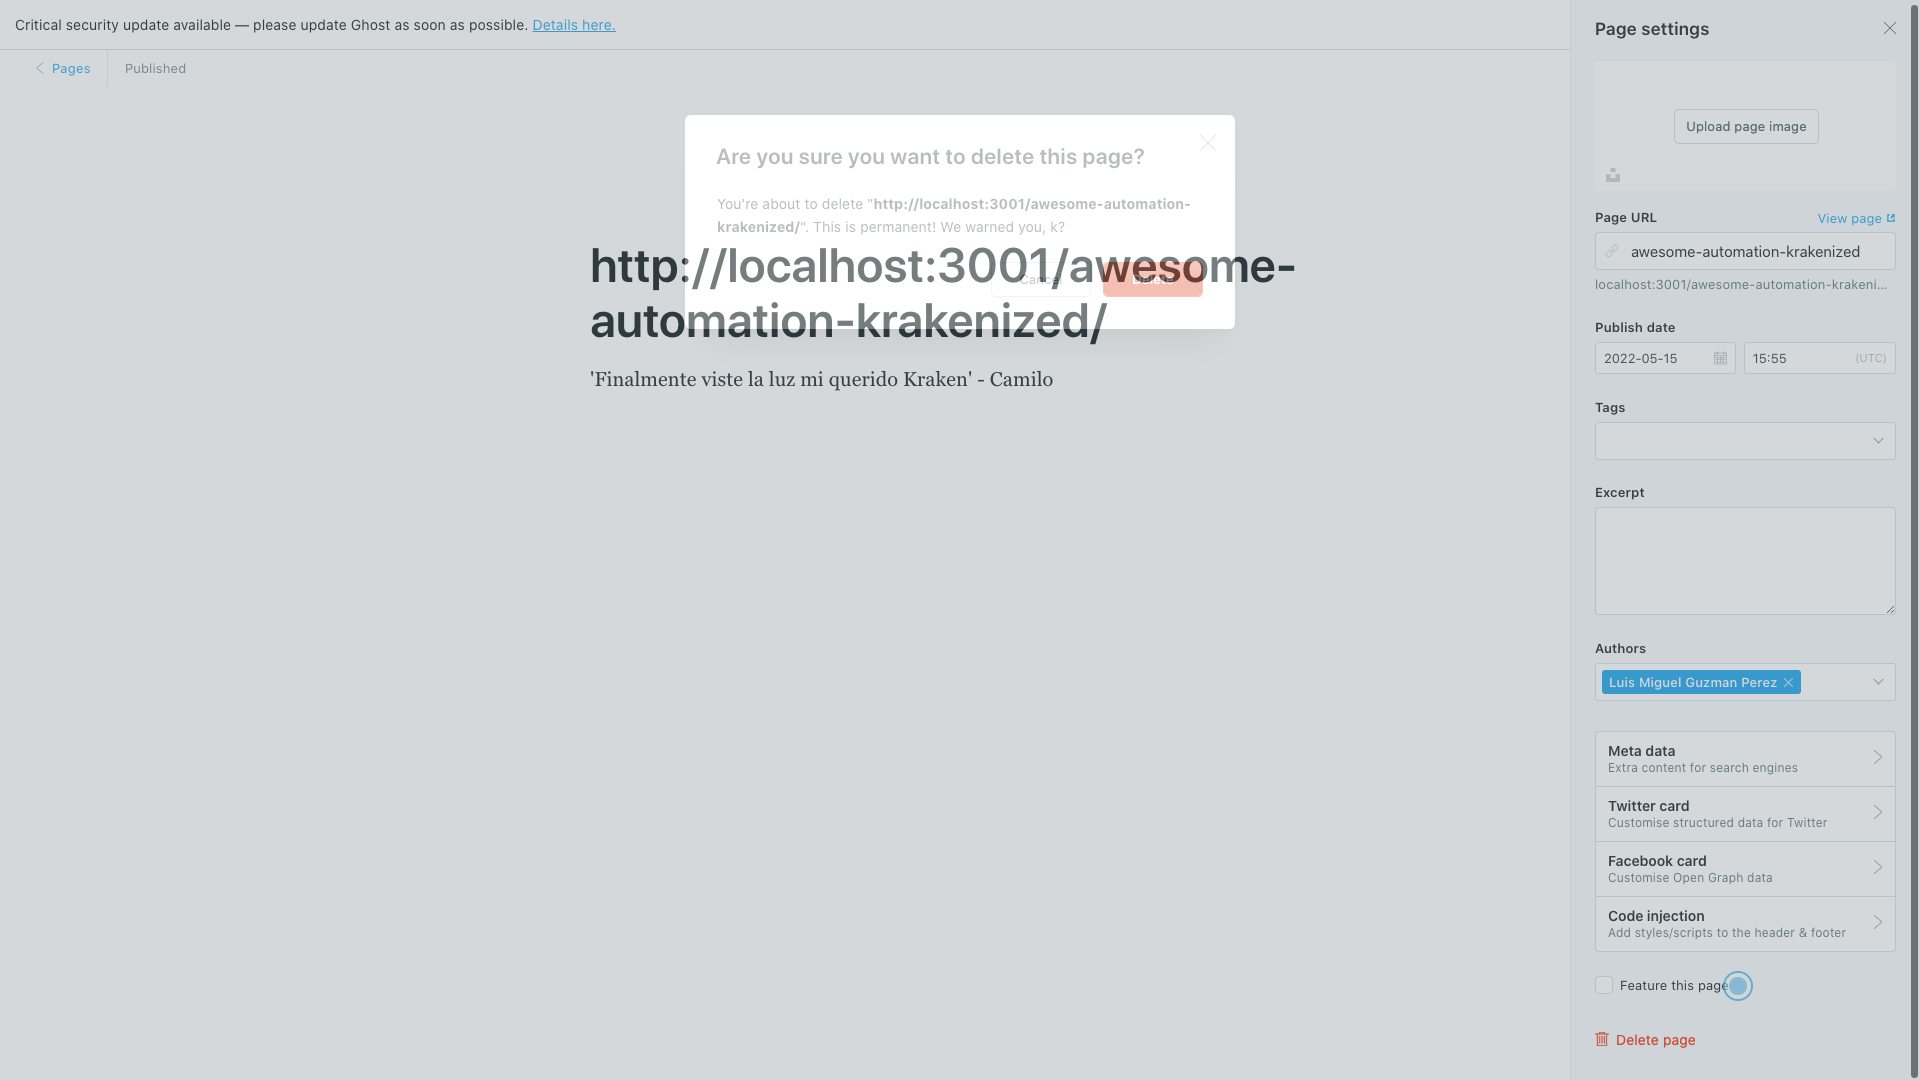 Critical security update available — please update Ghost as soon as possible. Details here.
Pages
Published
Are you sure you want to delete this page?
You're about to delete "http://localhost:3001/awesome-automation-
krakenized/". This is permanent! We warned you, k?
Cancel
Delete
http://localhost:3001/awesome-
automation-krakenized/
'Finalmente viste la luz mi querido Kraken' - Camilo
Page settings
Upload page image
Page URL
View page
awesome-automation-krakenized
localhost:3001/awesome-automation-krakeni...
Publish date
2022-05-15
15:55
(UTC)
Tags
Excerpt
Authors
Luis Miguel Guzman Perez
Meta data
Extra content for search engines
Twitter card
Customise structured data for Twitter
Facebook card
Customise Open Graph data
Code injection
Add styles/scripts to the header & footer
Feature this page
Delete page